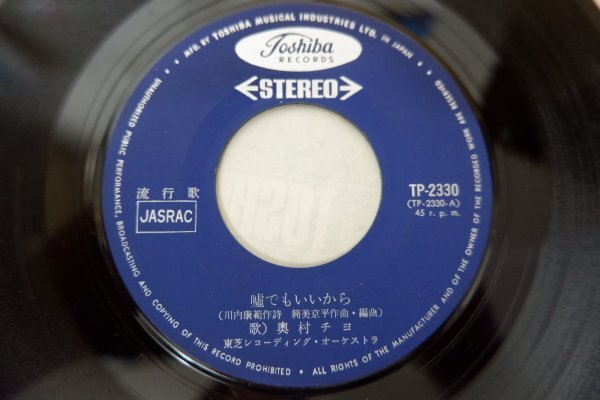 MFG. BY TOSHIBA MUSICAL INDUSTRIES LTD. IN JAPAN
ALL RIGHTS OF THE MANUFACTURER AND OF THE OWNER OF THE RECORDED WORK ARE RESERVED
UNAUTHORIZED PUBLIC PERFORMANCE, BROADCASTING AND COPYING OF THIS RECORD PROHIBITED
Toshiba
RECORDS
STEREO
流行歌
JASRAC
TP-2330
(TP-2330-A)
45 r. p. m.
嘘でもいいから
(川内康範作詩 筒美京平作曲・編曲)
歌) 奥村チヨ
東芝レコーディング・オーケストラ